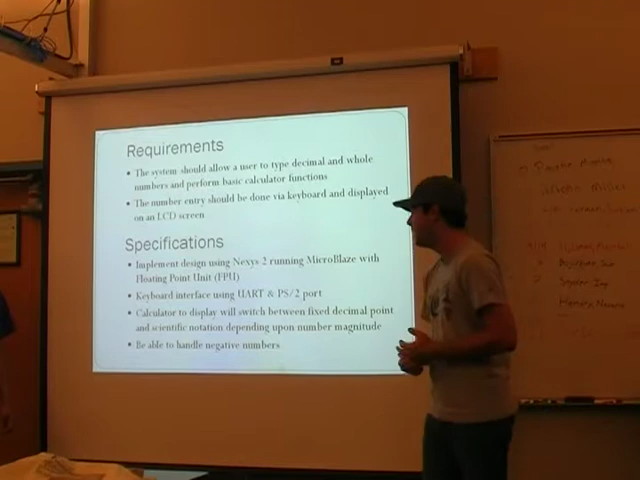 Requirements
• The system should allow a user to type decimal and whole
numbers and perform basic calculator functions
• The number entry should be done via keyboard and displayed
on an LCD screen
Specifications
• Implement design using Nexys 2 running MicroBlaze with
Floating Point Unit (FPU)
• Keyboard interface using UART & PS/2 port
• Calculator to display will switch between fixed decimal point
and scientific notation depending upon number magnitude
• Be able to handle negative numbers